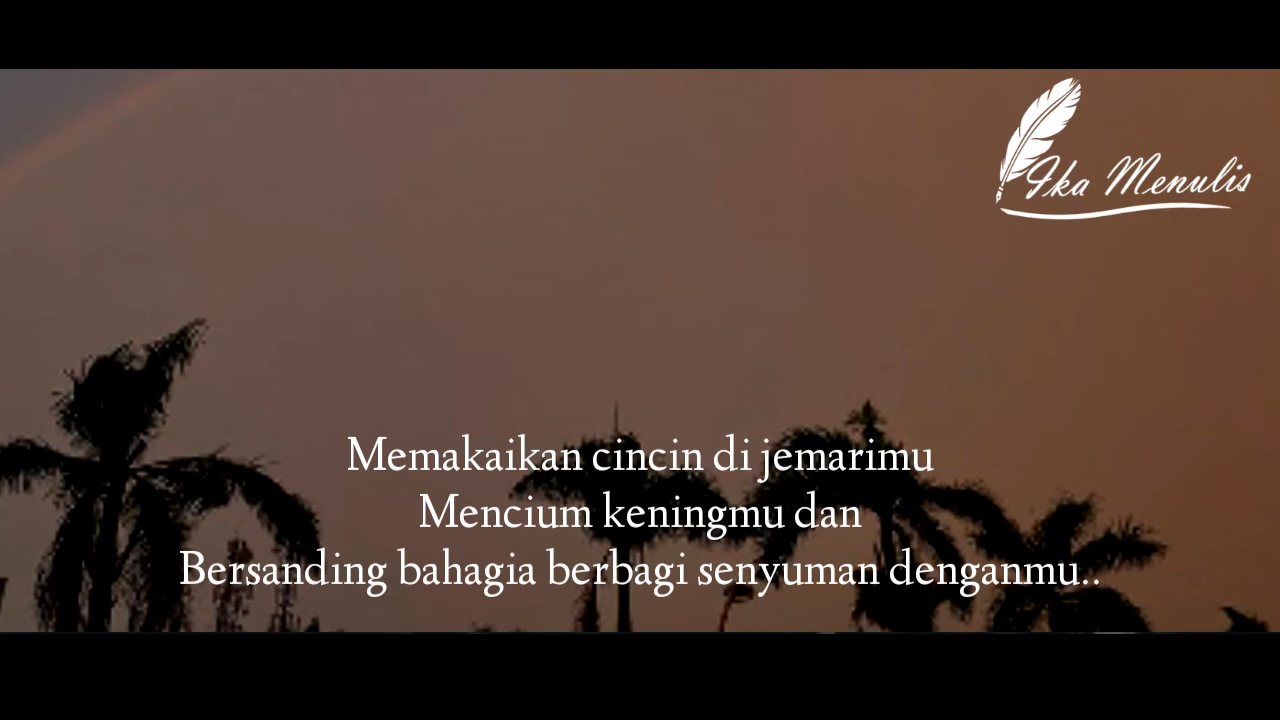 Ika Menulis
Memakaikan cincin di jemarimu
Mencium keningmu dan
Bersanding bahagia berbagi senyuman denganmu..